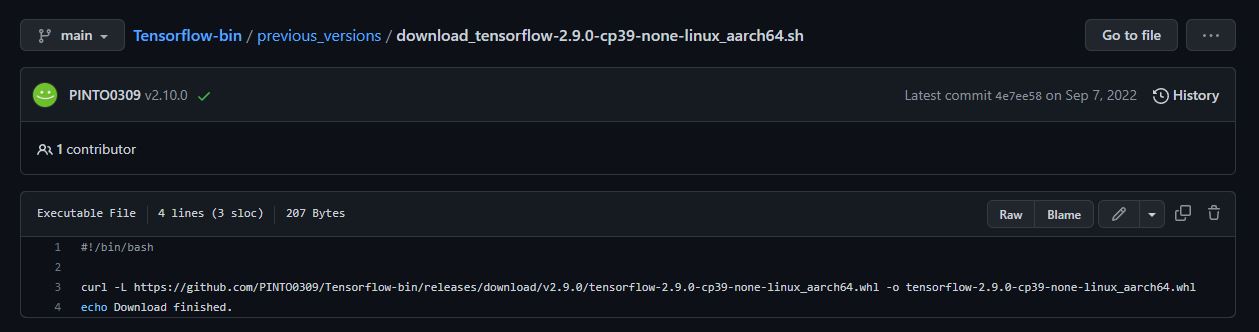 main Tensorflow-bin / previous_versions / download_tensorflow-2.9.0-cp39-none-linux_aarch64.sh Go to file ...
PINTO0309 v2.10.0 Latest commit 4e7ee58 on Sep 7, 2022 History
1 contributor
Executable File 4 lines (3 sloc) 207 Bytes Raw Blame
1 #!/bin/bash
2
3 curl -L https://github.com/PINTO0309/Tensorflow-bin/releases/download/v2.9.0/tensorflow-2.9.0-cp39-none-linux_aarch64.whl -o tensorflow-2.9.0-cp39-none-linux_aarch64.whl
4 echo Download finished.